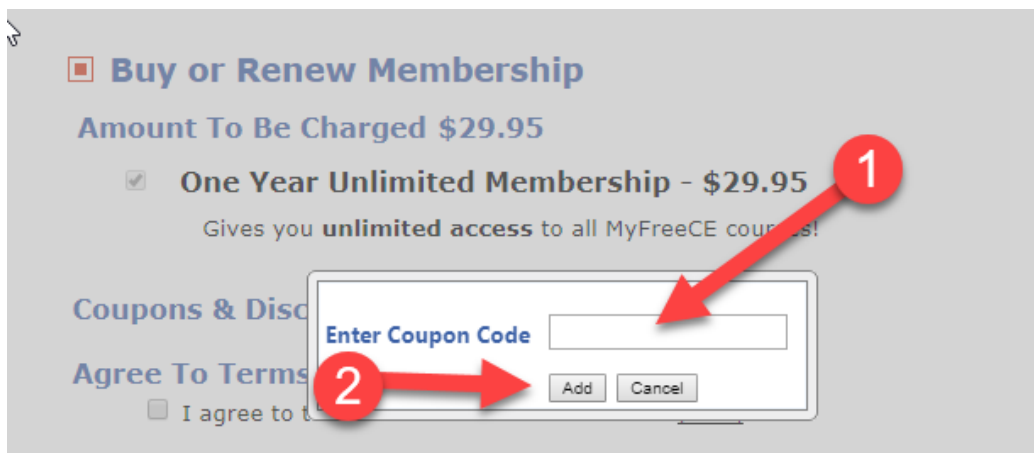 Buy or Renew Membership
Amount To Be Charged $29.95
One Year Unlimited Membership - $29.95
1
Gives you unlimited access to all MyFreeCE courses!
Coupons & Disc
Enter Coupon Code
Agree To Terms
2
Add Cancel
I agree to t